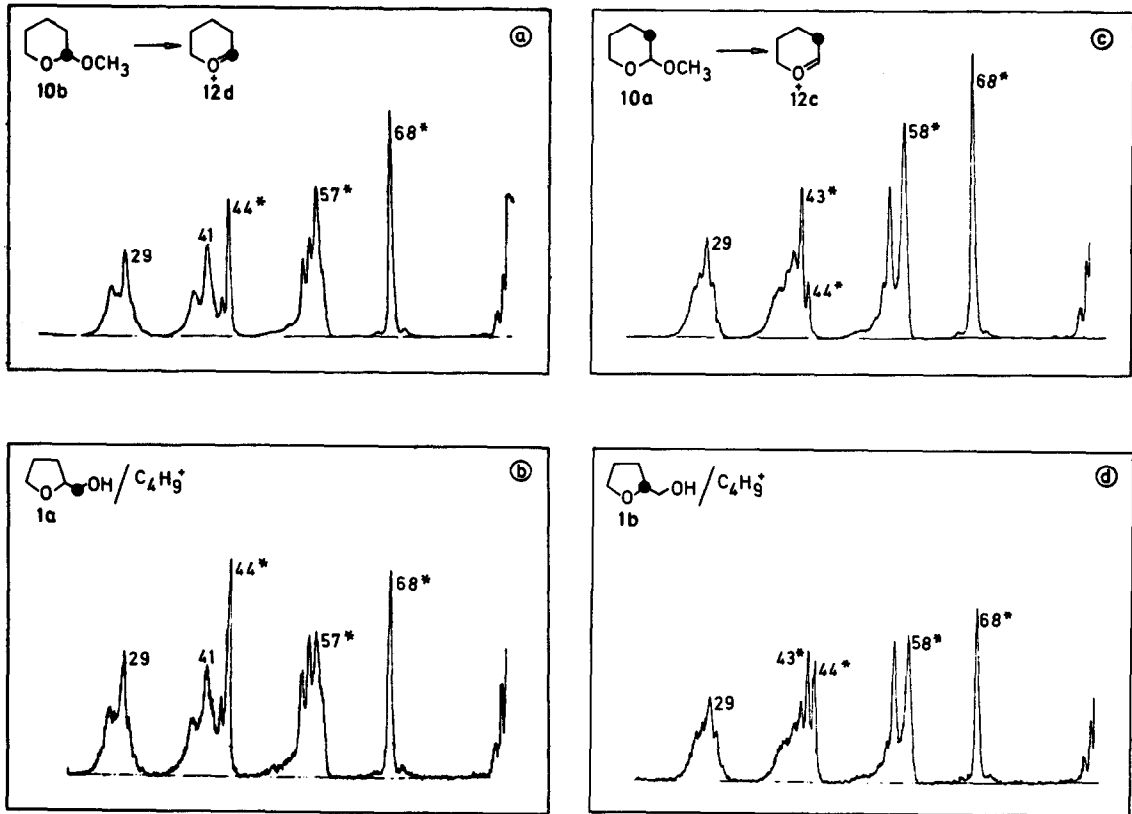 ⓐ
O OCH3 O+
10b 12d
68*
57*
44*
41
29
ⓒ
O OCH3 O+
10a 12c
68*
58*
43*
44*
29
ⓑ
O OH / C4H9+
1a
44*
68*
57*
41
29
ⓓ
O OH / C4H9+
1b
68*
58*
43* 44*
29